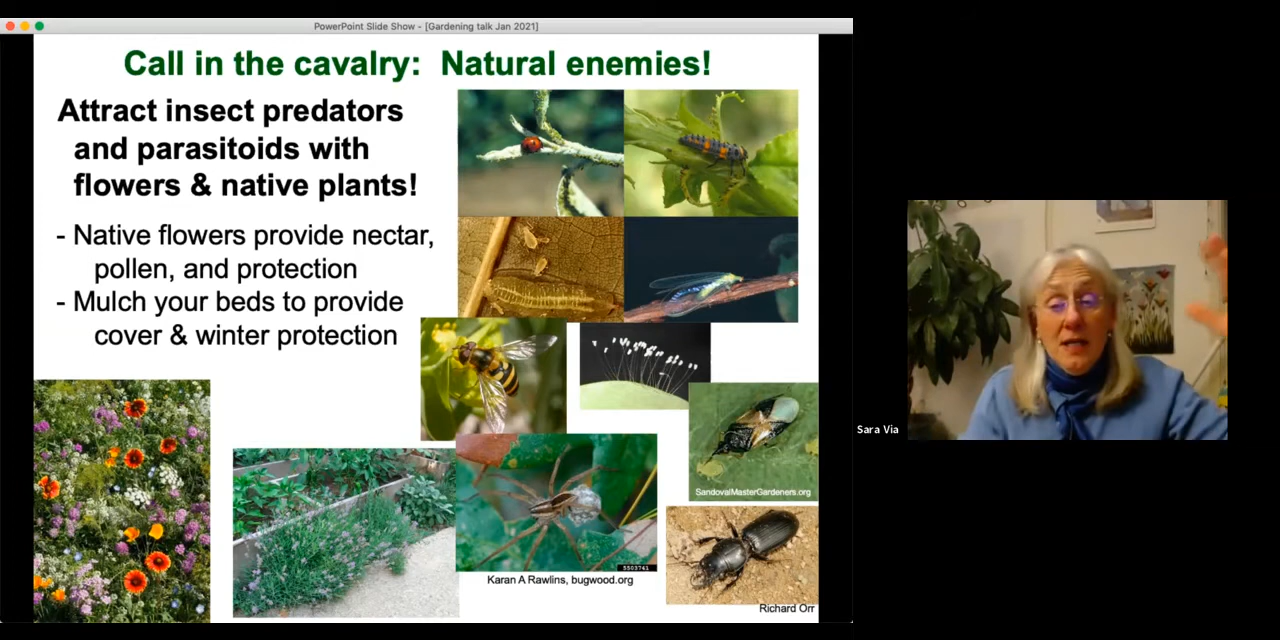 PowerPoint Slide Show - [Gardening talk Jan 2021]
Call in the cavalry: Natural enemies!
Attract insect predators
and parasitoids with
flowers & native plants!
- Native flowers provide nectar,
pollen, and protection
- Mulch your beds to provide
cover & winter protection
Sara Via
SandovalMasterGardeners.org
5503741
Karan A Rawlins, bugwood.org
Richard Orr